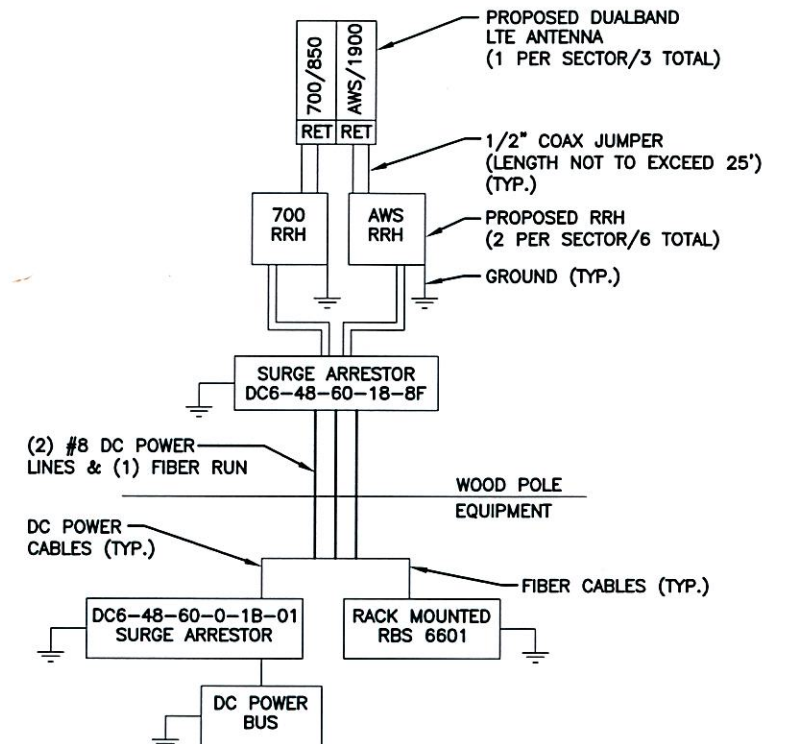 PROPOSED DUALBAND
LTE ANTENNA
(1 PER SECTOR/3 TOTAL)
700/850
AWS/1900
RET
RET
1/2" COAX JUMPER
(LENGTH NOT TO EXCEED 25')
(TYP.)
700
RRH
AWS
RRH
PROPOSED RRH
(2 PER SECTOR/6 TOTAL)
GROUND (TYP.)
SURGE ARRESTOR
DC6-48-60-18-8F
(2) #8 DC POWER
LINES & (1) FIBER RUN
WOOD POLE
EQUIPMENT
DC POWER
CABLES (TYP.)
FIBER CABLES (TYP.)
DC6-48-60-0-1B-01
SURGE ARRESTOR
RACK MOUNTED
RBS 6601
DC POWER
BUS